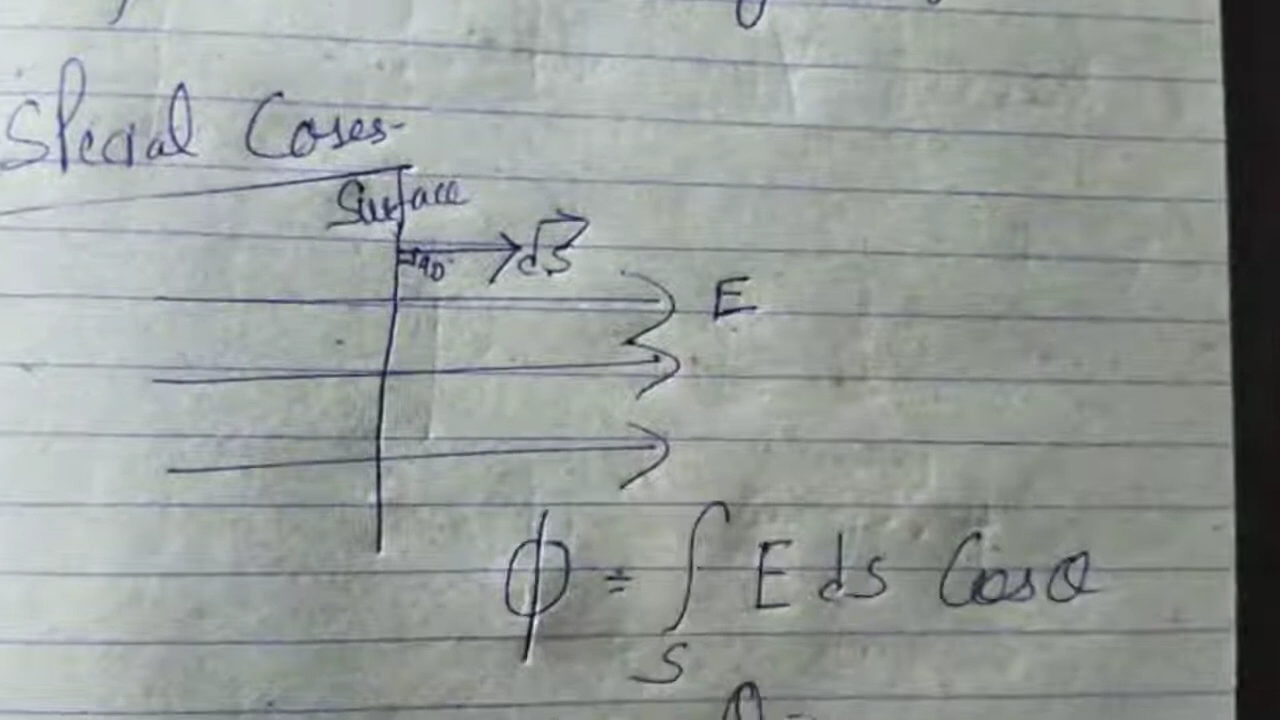 Special Cases-
Surface
90° dS
E
ϕ = ∫ E ds Cosθ
S